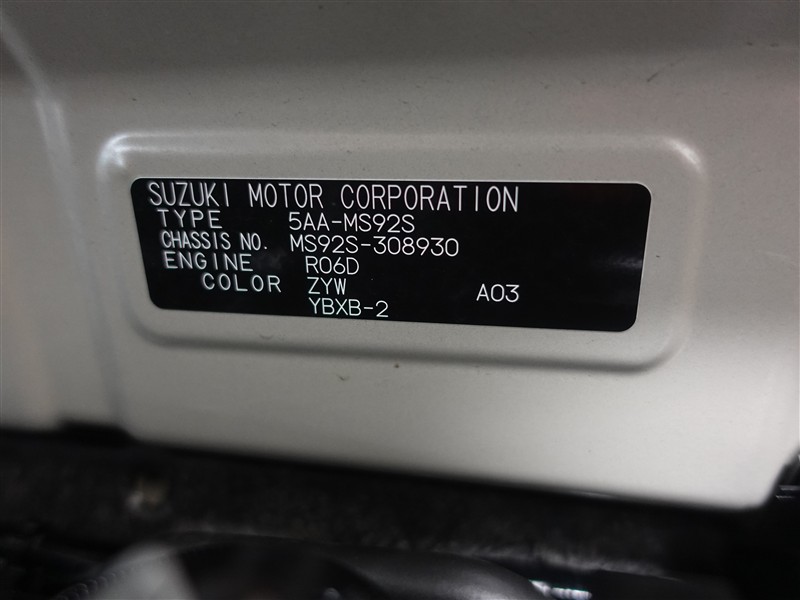 SUZUKI MOTOR CORPORATION
TYPE 5AA-MS92S
CHASSIS NO. MS92S-308930
ENGINE R06D
COLOR ZYW A03
YBXB-2